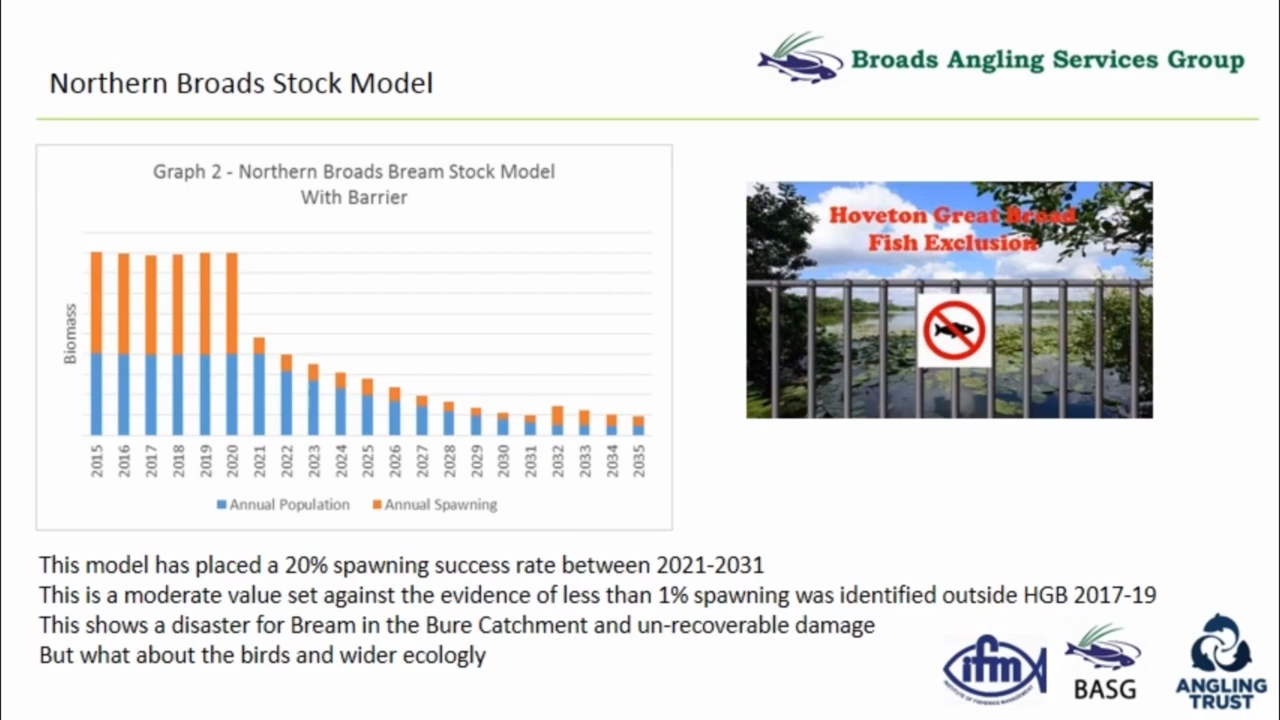 Northern Broads Stock Model
Broads Angling Services Group
Graph 2 - Northern Broads Bream Stock Model
With Barrier
Biomass
2015 2016 2017 2018 2019 2020 2021 2022 2023 2024 2025 2026 2027 2028 2029 2030 2031 2032 2033 2034 2035
Annual Population Annual Spawning
Hoveton Great Broad
Fish Exclusion
This model has placed a 20% spawning success rate between 2021-2031
This is a moderate value set against the evidence of less than 1% spawning was identified outside HGB 2017-19
This shows a disaster for Bream in the Bure Catchment and un-recoverable damage
But what about the birds and wider ecologly
ifm
INSTITUTE OF FISHERIES MANAGEMENT
BASG
ANGLING
TRUST